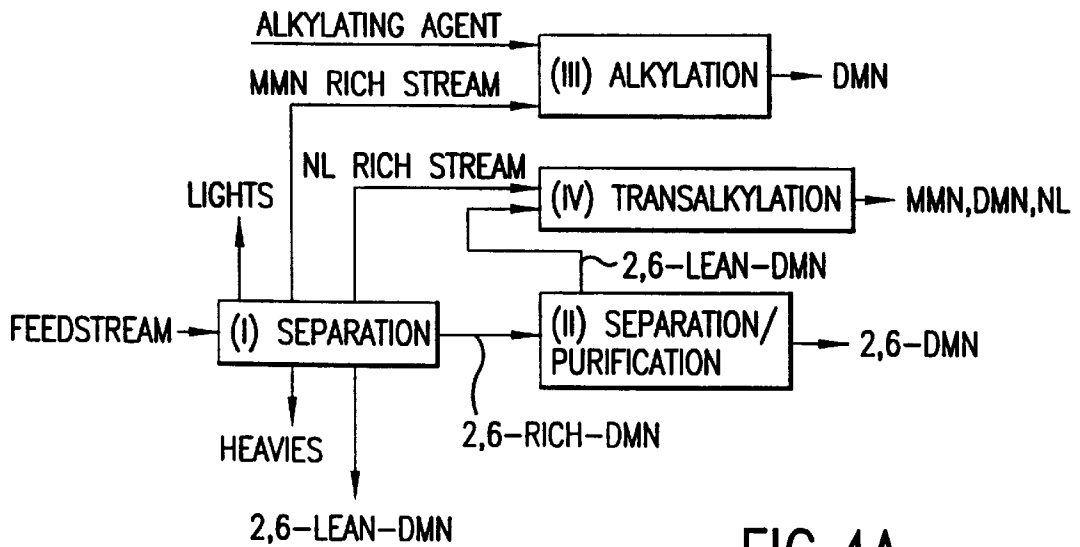 ALKYLATING AGENT
(III) ALKYLATION
DMN
MMN RICH STREAM
NL RICH STREAM
LIGHTS
(IV) TRANSALKYLATION
MMN,DMN,NL
2,6-LEAN-DMN
FEEDSTREAM
(I) SEPARATION
(II) SEPARATION/
PURIFICATION
2,6-DMN
2,6-RICH-DMN
HEAVIES
2,6-LEAN-DMN
FIG. 4A